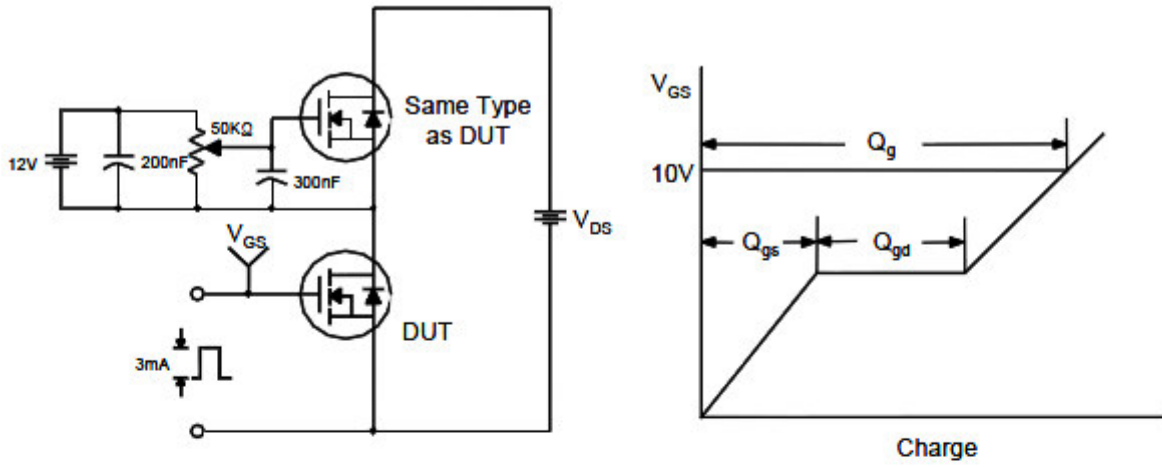 12V
200nF
50KΩ
300nF
Same Type
as DUT
V_DS
V_GS
DUT
3mA
V_GS
10V
Q_g
Q_gs
Q_gd
Charge